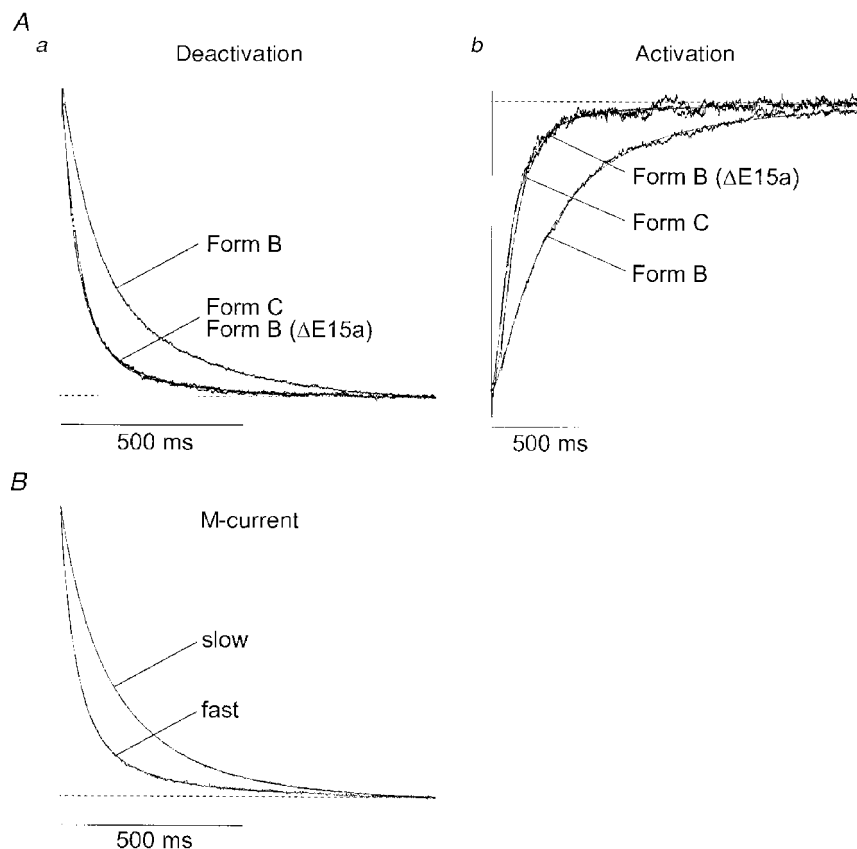 A
a
Deactivation
b
Activation
Form B
Form C
Form B (ΔE15a)
500 ms
Form B (ΔE15a)
Form C
Form B
500 ms
B
M-current
slow
fast
500 ms